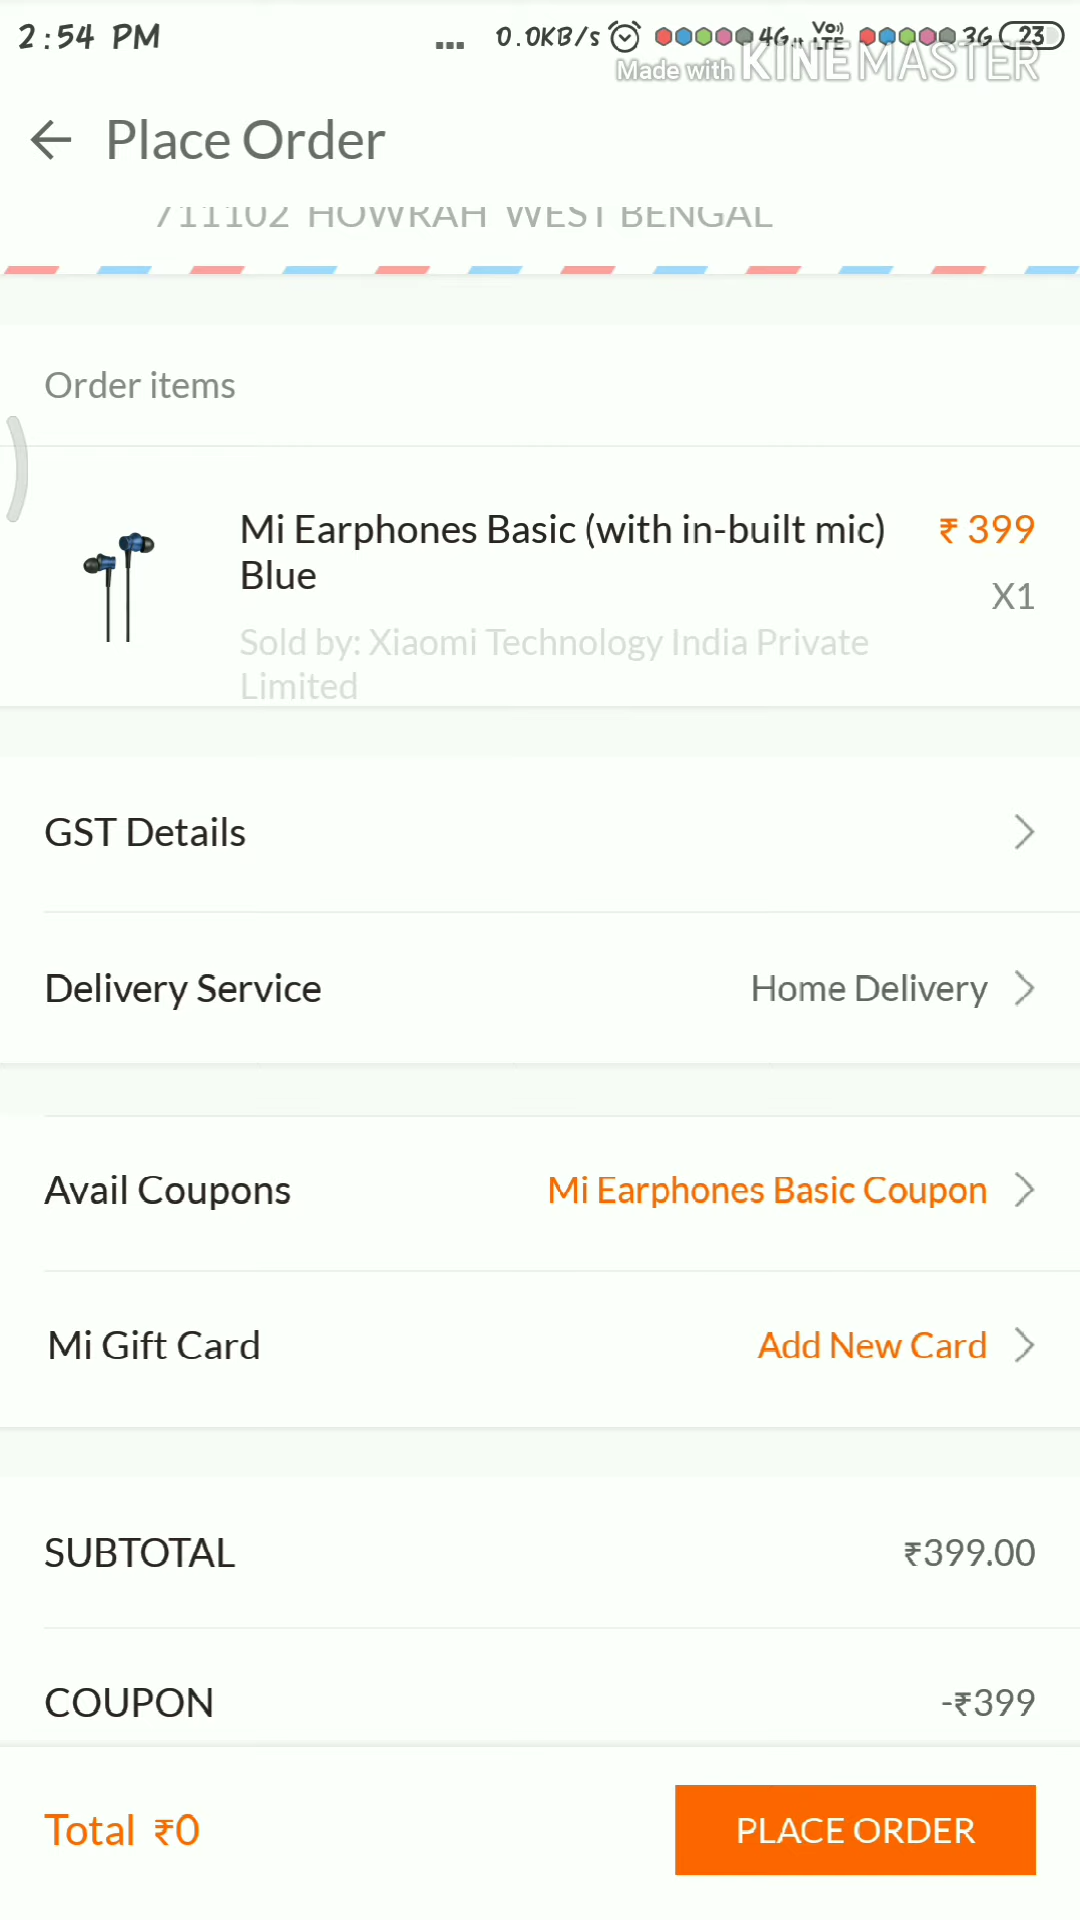 2:54 PM ... 0.0KB/s 4G Vo)) LTE 3G 23
Made with KINEMASTER
Place Order
711102 HOWRAH WEST BENGAL
Order items
Mi Earphones Basic (with in-built mic) ₹ 399
Blue
X1
Sold by: Xiaomi Technology India Private
Limited
GST Details
Delivery Service Home Delivery
Avail Coupons Mi Earphones Basic Coupon
Mi Gift Card Add New Card
SUBTOTAL ₹399.00
COUPON -₹399
Total ₹0 PLACE ORDER